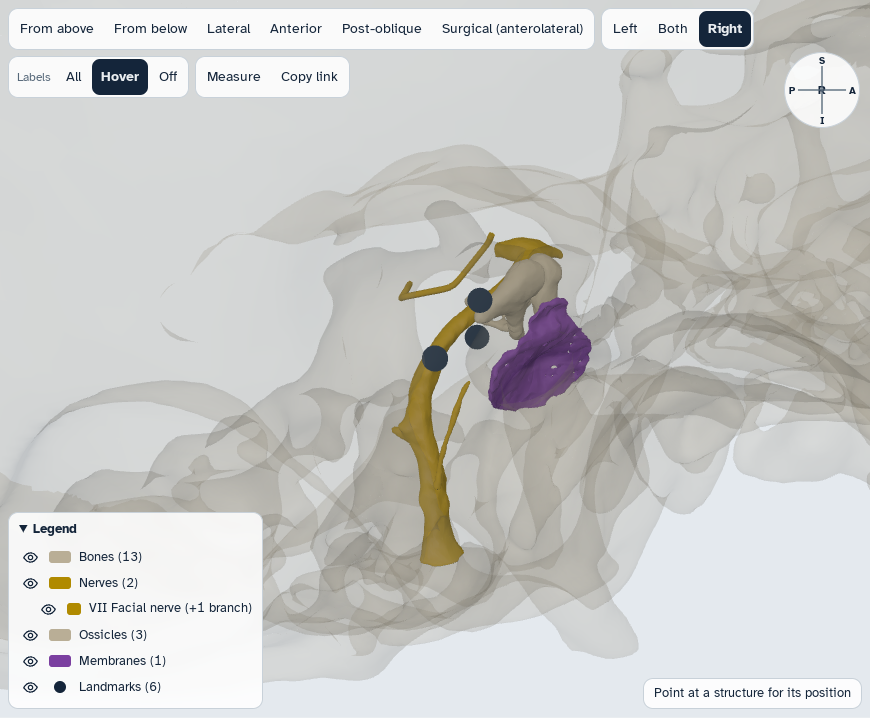 From above From below Lateral Anterior Post-oblique Surgical (anterolateral) Left Both Right
Labels All Hover Off Measure Copy link
S
P R A
I
▼ Legend
Bones (13)
Nerves (2)
VII Facial nerve (+1 branch)
Ossicles (3)
Membranes (1)
Landmarks (6)
Point at a structure for its position